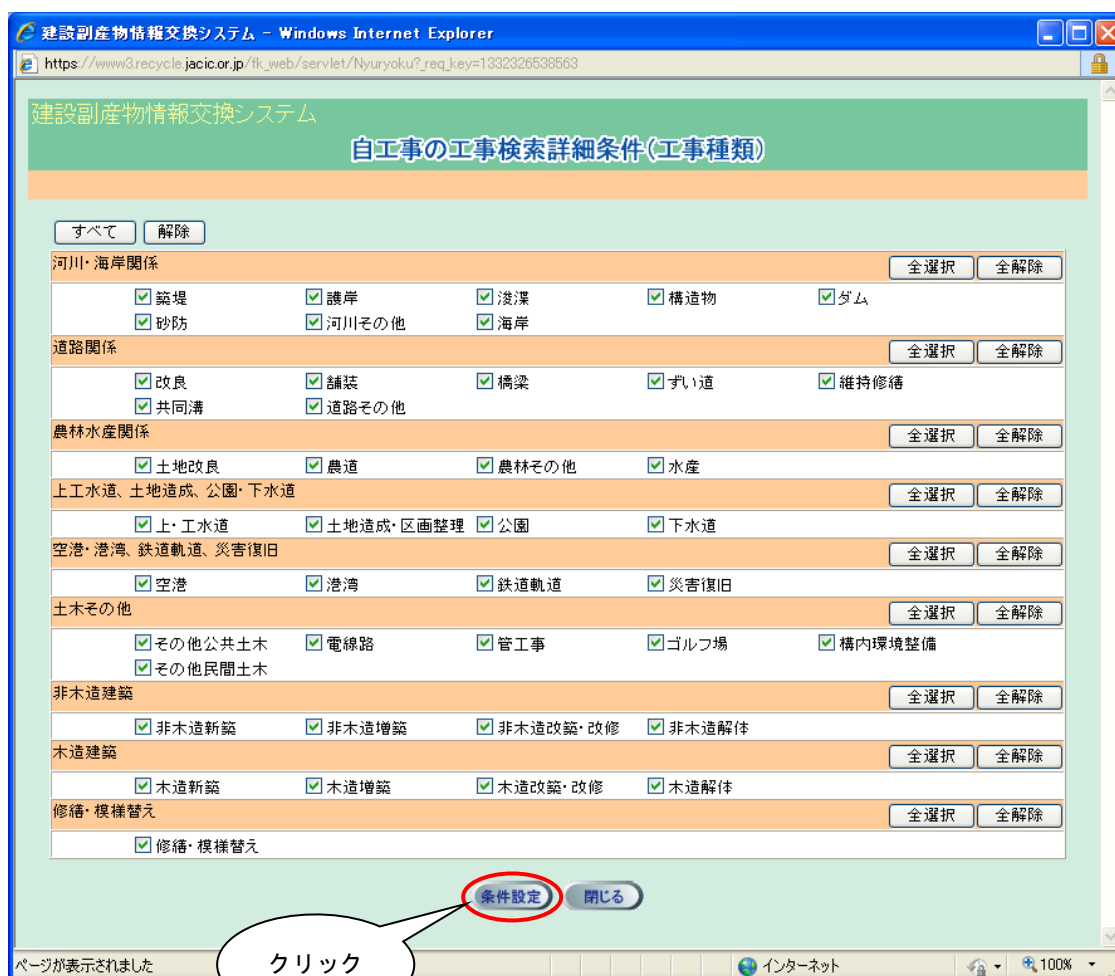 建設副産物情報交換システム - Windows Internet Explorer
https://www3.recycle.jacic.or.jp/fk_web/servlet/Nyuryoku?_req_key=1332326538563
建設副産物情報交換システム
自工事の工事検索詳細条件(工事種類)
すべて 解除
河川・海岸関係 全選択 全解除
築堤 護岸 浚渫 構造物 ダム
砂防 河川その他 海岸
道路関係 全選択 全解除
改良 舗装 橋梁 ずい道 維持修繕
共同溝 道路その他
農林水産関係 全選択 全解除
土地改良 農道 農林その他 水産
上工水道、土地造成、公園・下水道 全選択 全解除
上・工水道 土地造成・区画整理 公園 下水道
空港・港湾、鉄道軌道、災害復旧 全選択 全解除
空港 港湾 鉄道軌道 災害復旧
土木その他 全選択 全解除
その他公共土木 電線路 管工事 ゴルフ場 構内環境整備
その他民間土木
非木造建築 全選択 全解除
非木造新築 非木造増築 非木造改築・改修 非木造解体
木造建築 全選択 全解除
木造新築 木造増築 木造改築・改修 木造解体
修繕・模様替え 全選択 全解除
修繕・模様替え
条件設定 閉じる
クリック
ページが表示されました インターネット 100%